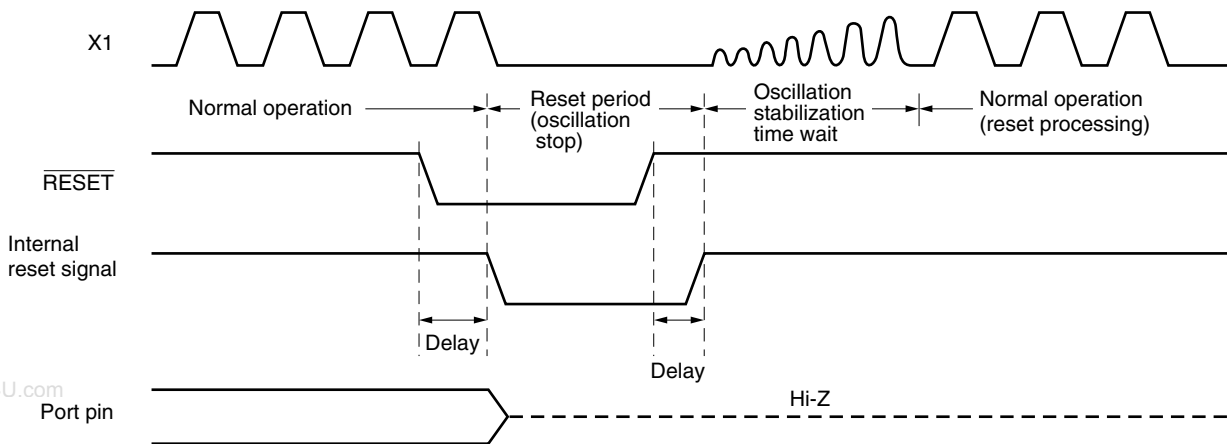 X1
Normal operation
Reset period
(oscillation
stop)
Oscillation
stabilization
time wait
Normal operation
(reset processing)
RESET
Internal
reset signal
Delay
Delay
U.com
Port pin
Hi-Z